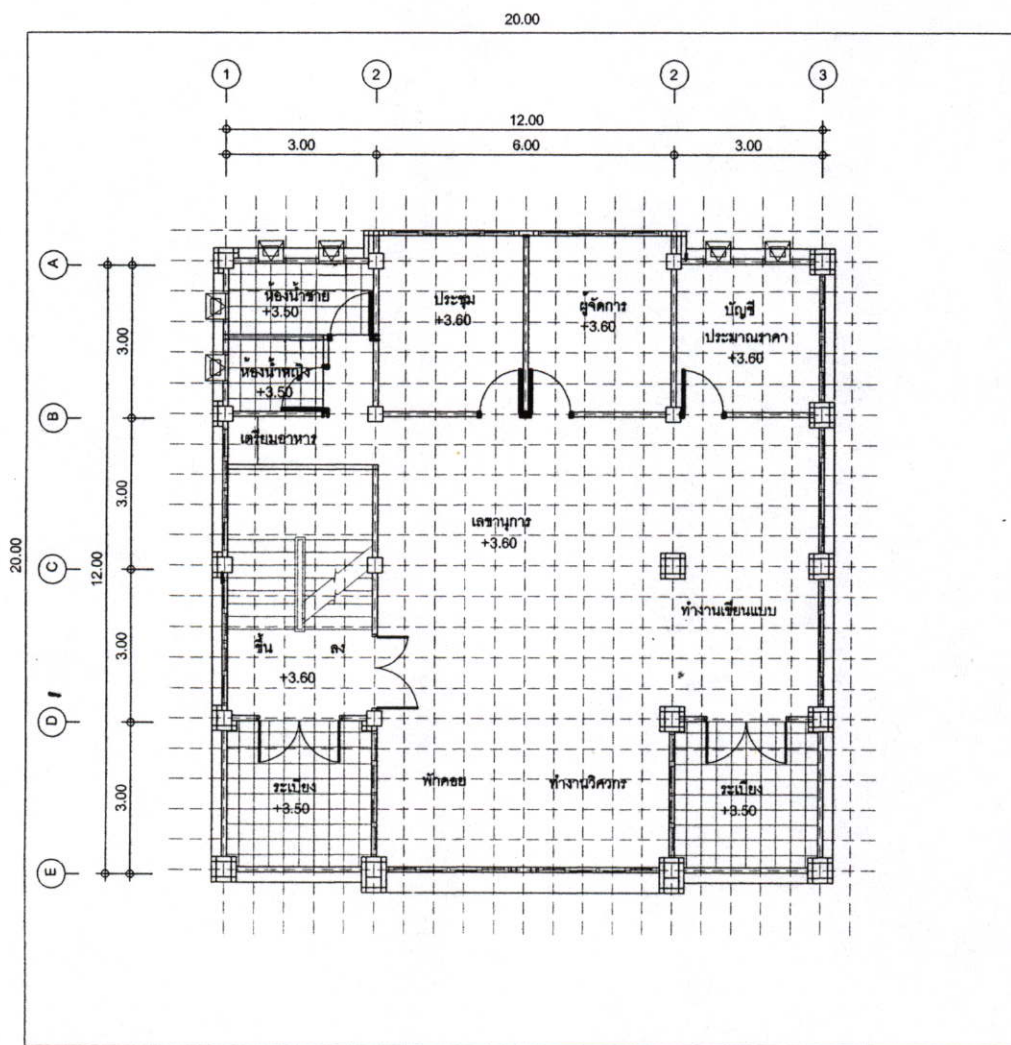 20.00
1 2 2 3
12.00
3.00 6.00 3.00
A
ห้องน้ำชาย
+3.50
ประชุม
+3.60
ผู้จัดการ
+3.60
บัญชี
ประมาณราคา
+3.60
3.00
ห้องน้ำหญิง
+3.50
B
เตรียมอาหาร
3.00
เลขานุการ
+3.60
20.00
12.00
C
ทำงานเขียนแบบ
3.00
ขึ้น ลง
+3.60
D
3.00
ระเบียง
+3.50
พักคอย
ทำงานวิศวกร
ระเบียง
+3.50
E